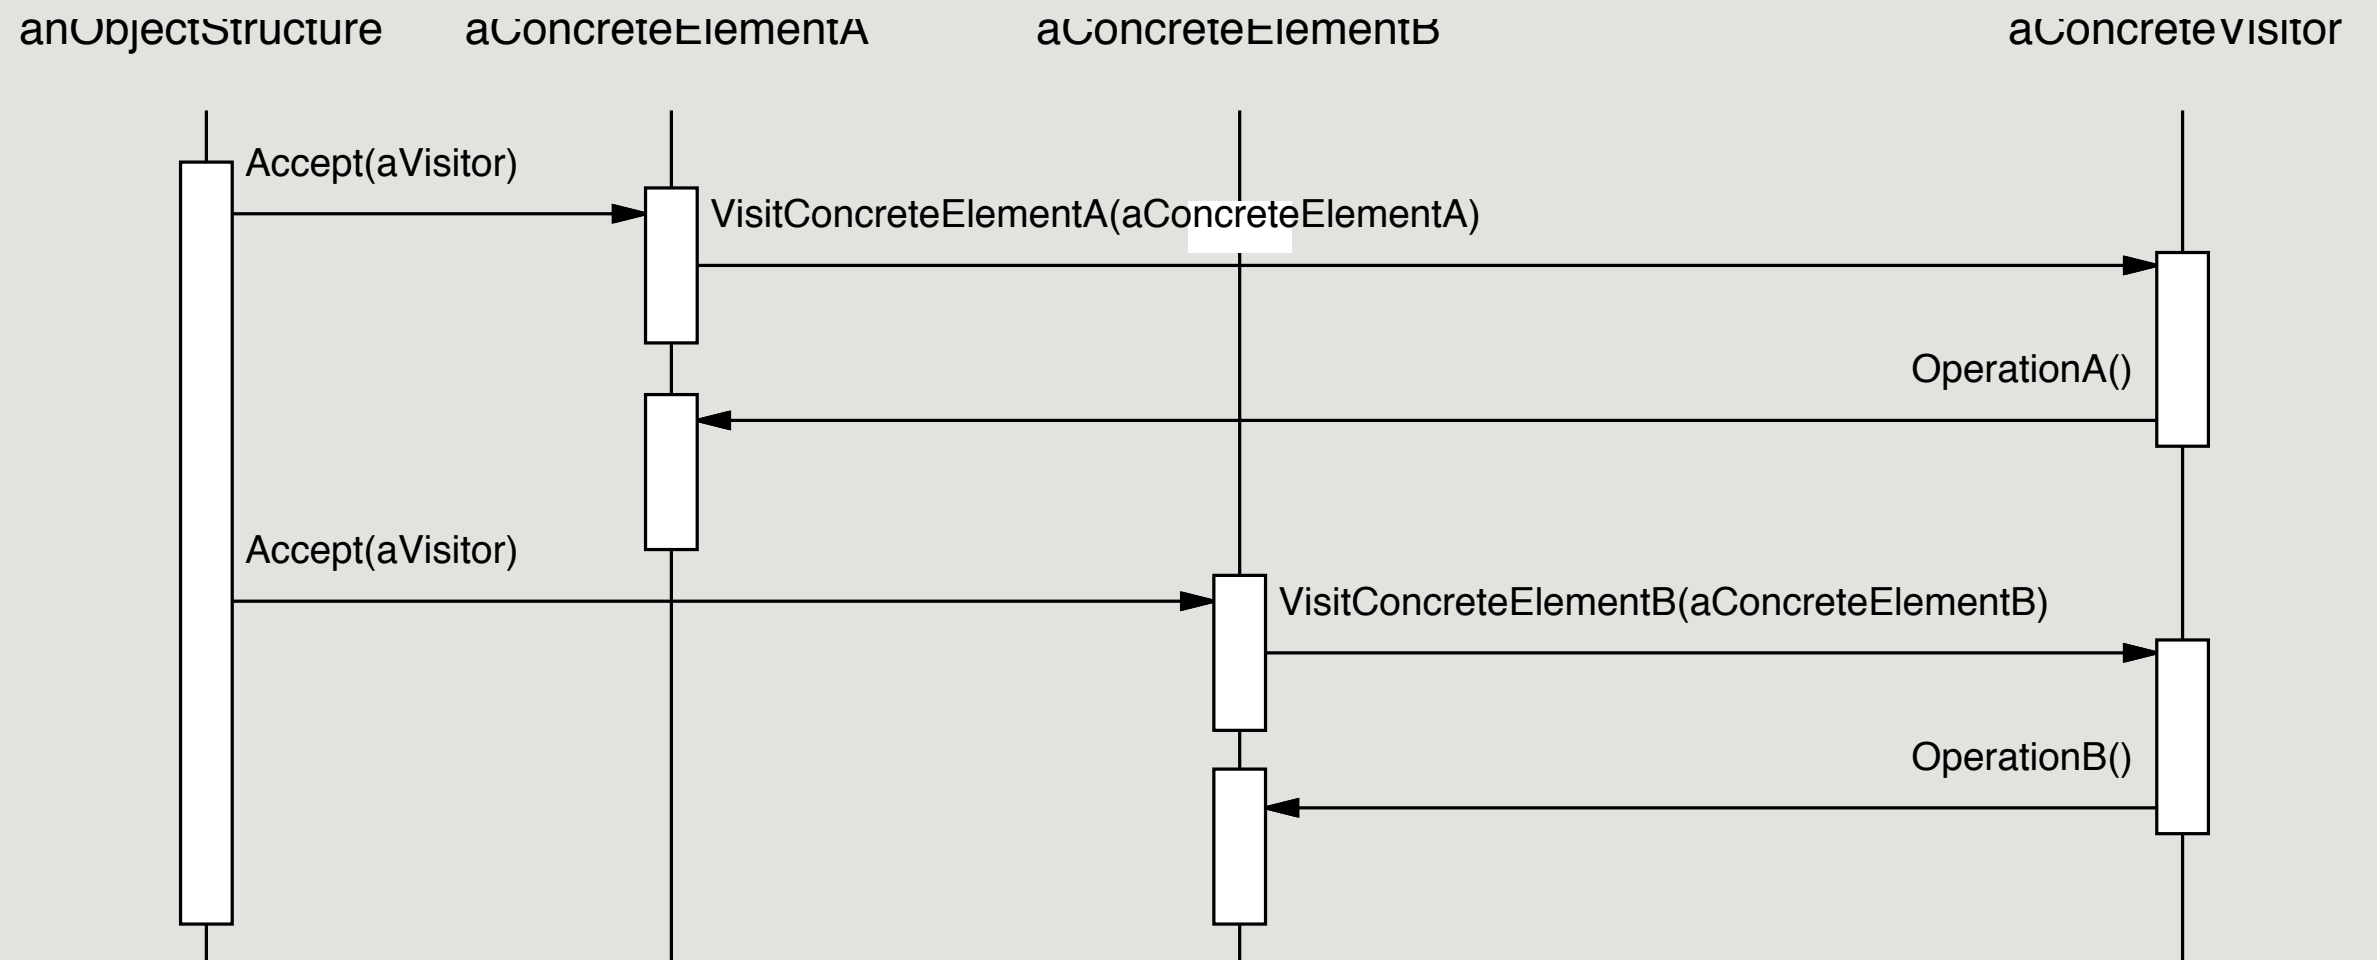 anObjectStructure aConcreteElementA aConcreteElementB aConcreteVisitor
Accept(aVisitor)
VisitConcreteElementA(aConcreteElementA)
OperationA()
Accept(aVisitor)
VisitConcreteElementB(aConcreteElementB)
OperationB()